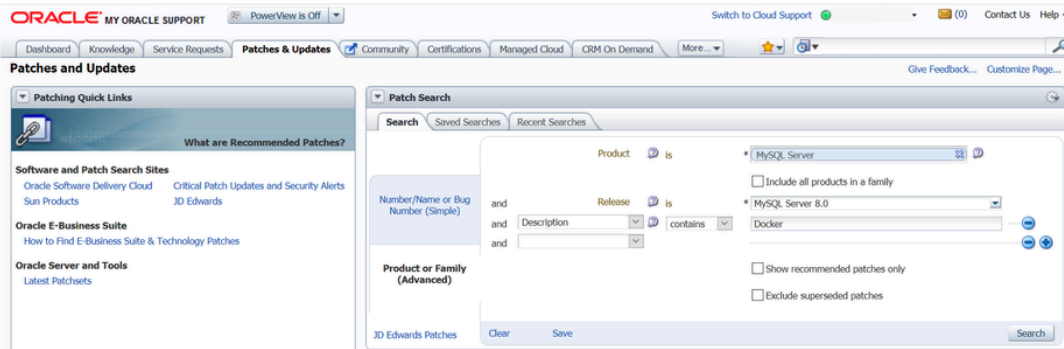 ORACLE MY ORACLE SUPPORT PowerView is Off Switch to Cloud Support (0) Contact Us Help
Dashboard Knowledge Service Requests Patches & Updates Community Certifications Managed Cloud CRM On Demand More...
Patches and Updates Give Feedback... Customize Page...
Patching Quick Links
What are Recommended Patches?
Software and Patch Search Sites
Oracle Software Delivery Cloud Critical Patch Updates and Security Alerts
Sun Products JD Edwards
Oracle E-Business Suite
How to Find E-Business Suite & Technology Patches
Oracle Server and Tools
Latest Patchsets
Patch Search
Search Saved Searches Recent Searches
Number/Name or Bug
Number (Simple)
Product or Family
(Advanced)
JD Edwards Patches
Product is * MySQL Server
Include all products in a family
and Release is * MySQL Server 8.0
and Description contains Docker
and
Show recommended patches only
Exclude superseded patches
Clear Save Search